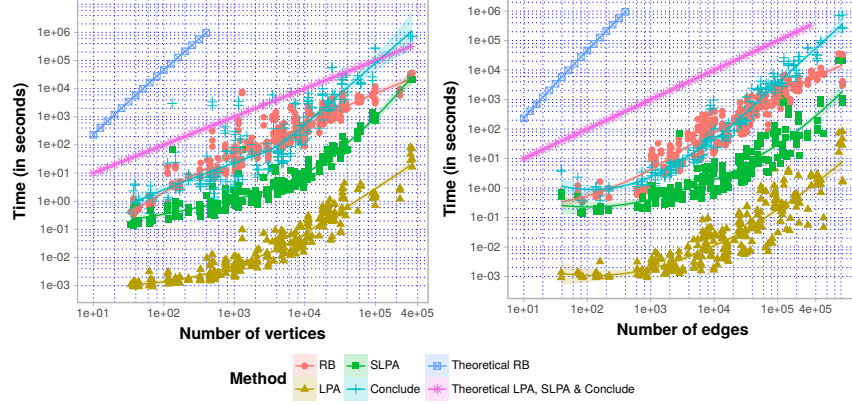 1e+06
1e+05
1e+04
1e+03
1e+02
1e+01
1e+00
1e-01
1e-02
1e-03
Time (in seconds)
1e+01 1e+02 1e+03 1e+04 1e+05 4e+05
Number of vertices
1e+06
1e+05
1e+04
1e+03
1e+02
1e+01
1e+00
1e-01
1e-02
1e-03
Time (in seconds)
1e+01 1e+02 1e+03 1e+04 1e+05 4e+05
Number of edges
Method
RB SLPA Theoretical RB
LPA Conclude Theoretical LPA, SLPA & Conclude